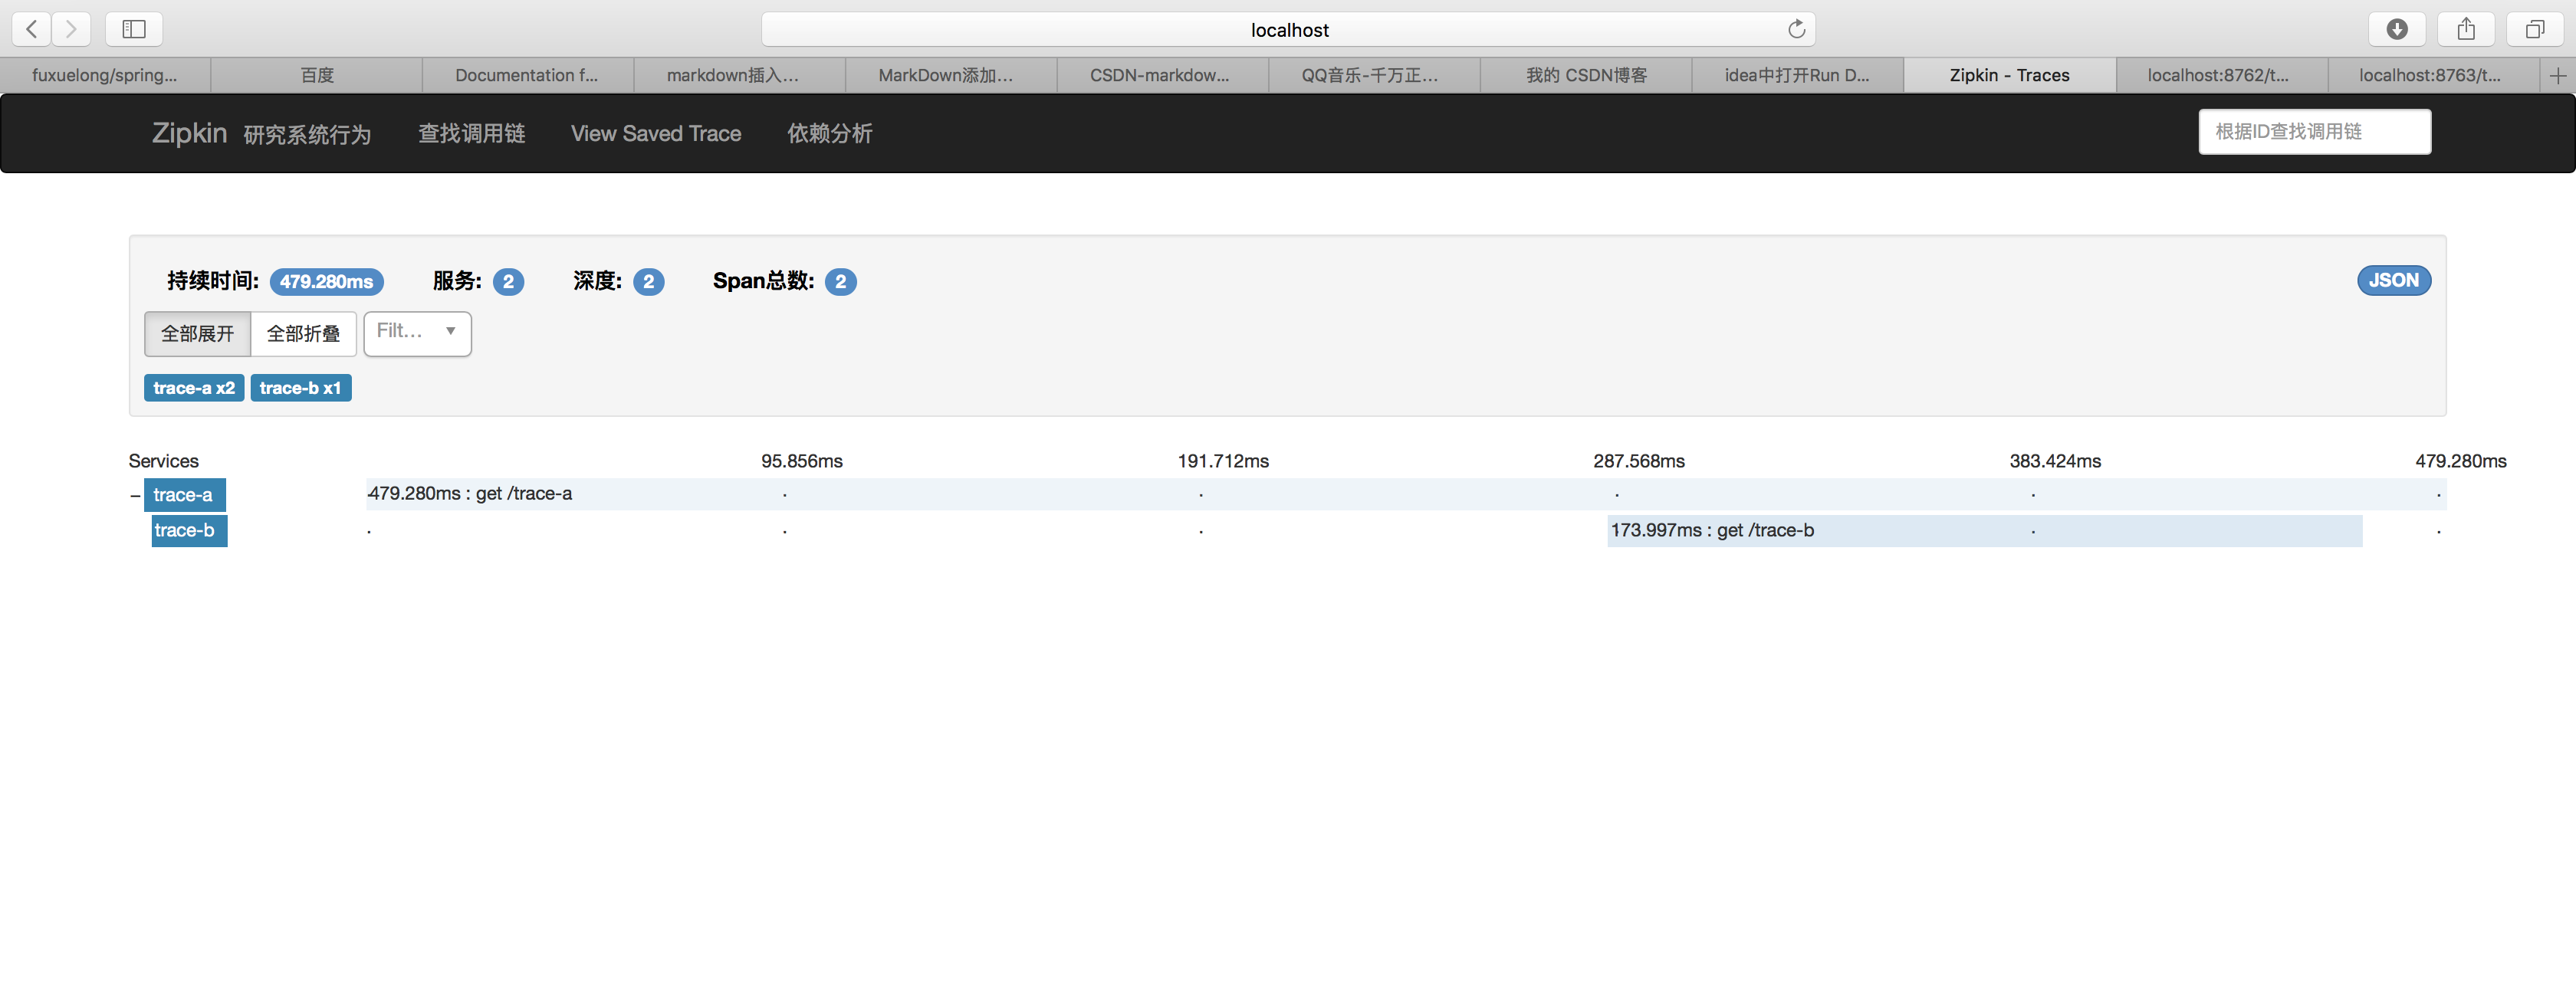 localhost
fuxuelong/spring... 百度 Documentation f... markdown插入... MarkDown添加... CSDN-markdow... QQ音乐-千万正... 我的 CSDN博客 idea中打开Run D... Zipkin - Traces localhost:8762/t... localhost:8763/t...
Zipkin 研究系统行为 查找调用链 View Saved Trace 依赖分析 根据ID查找调用链
持续时间: 479.280ms 服务: 2 深度: 2 Span总数: 2 JSON
全部展开 全部折叠 Filt...
trace-a x2 trace-b x1
Services 95.856ms 191.712ms 287.568ms 383.424ms 479.280ms
trace-a 479.280ms : get /trace-a
trace-b 173.997ms : get /trace-b